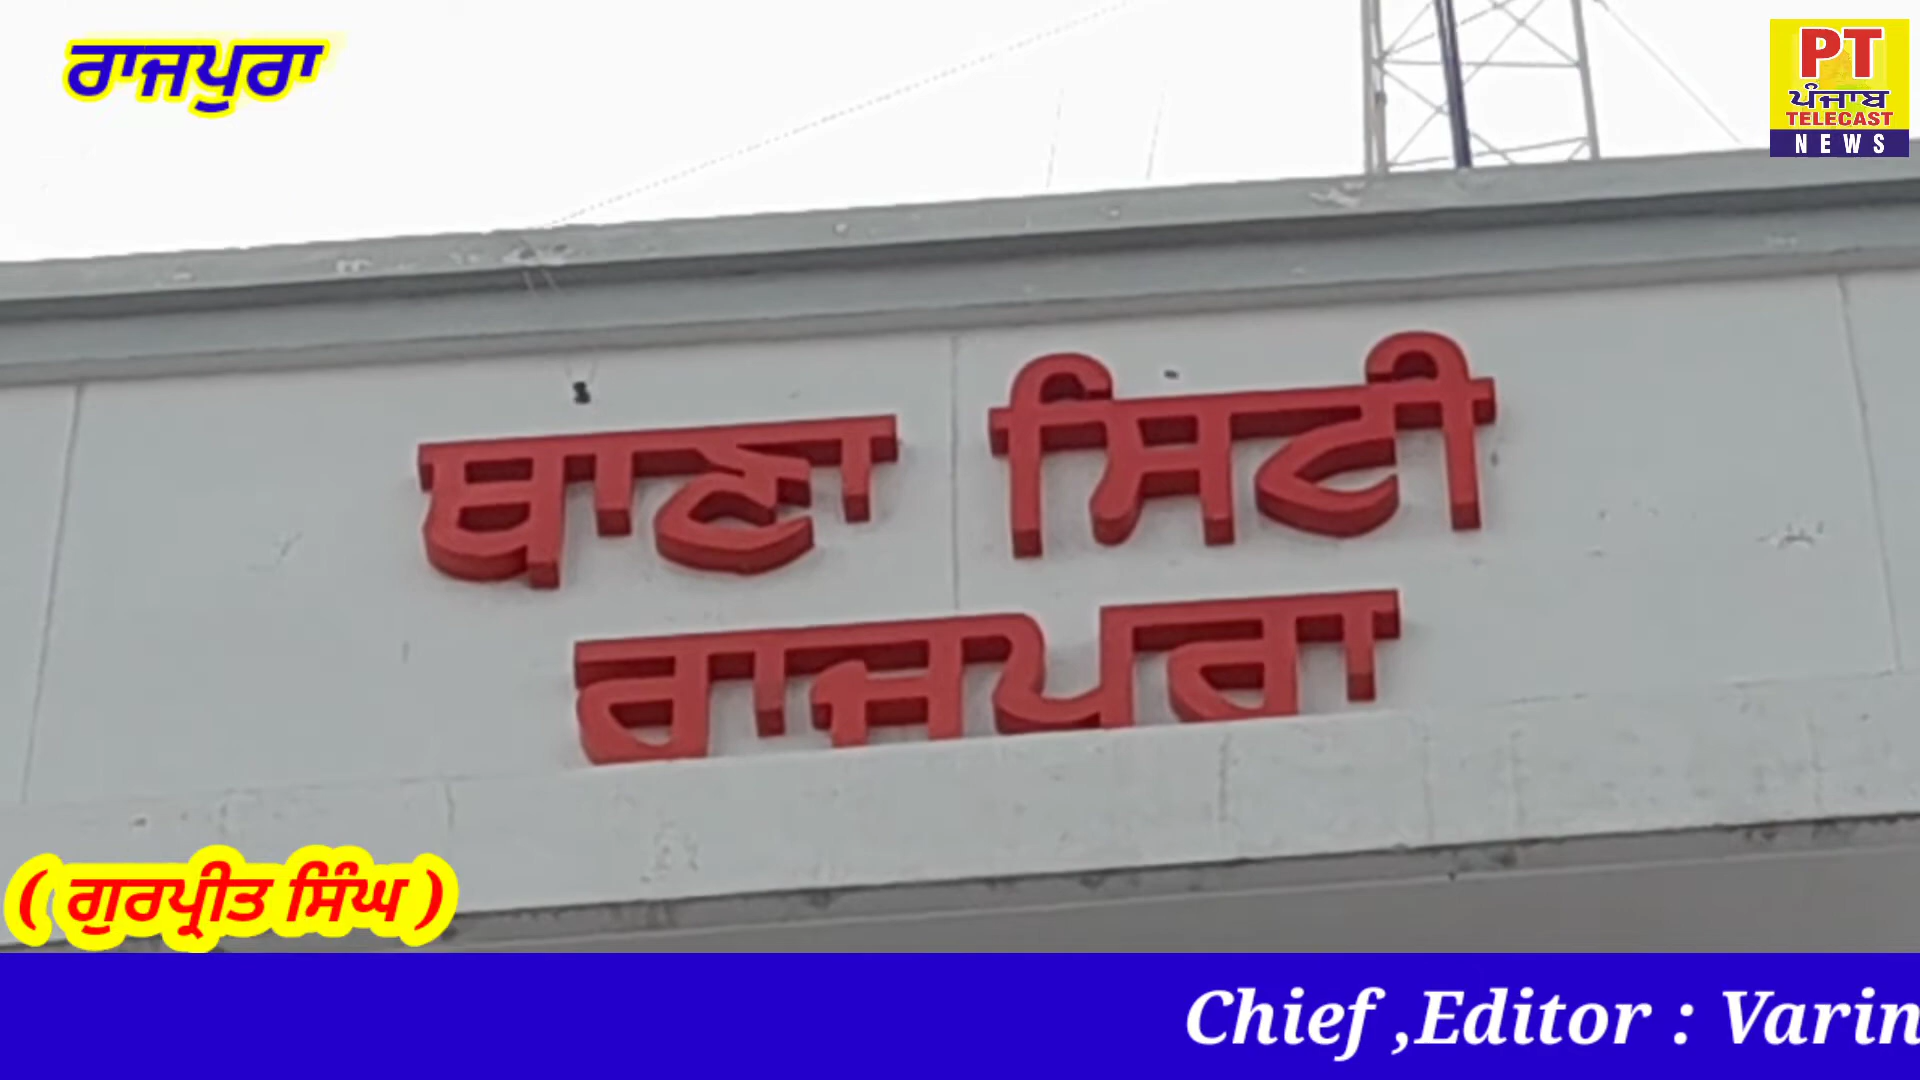 ਰਾਜਪੁਰਾ
PT
ਪੰਜਾਬ
TELECAST
NEWS
ਥਾਣਾ ਸਿਟੀ
ਰਾਜਪੁਰਾ
( ਗੁਰਪ੍ਰੀਤ ਸਿੰਘ )
Chief ,Editor : Varin